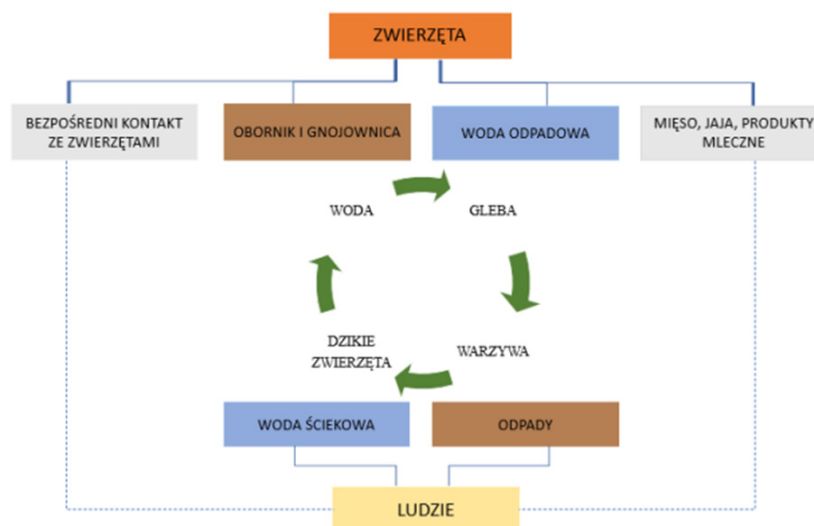 ZWIERZĘTA
BEZPOŚREDNI KONTAKT
ZE ZWIERZĘTAMI
OBORNIK I GNOJOWNICA
WODA ODPADOWA
MIĘSO, JAJA, PRODUKTY
MLECZNE
WODA
GLEBA
DZIKIE
ZWIERZĘTA
WARZYWA
WODA ŚCIEKOWA
ODPADY
LUDZIE